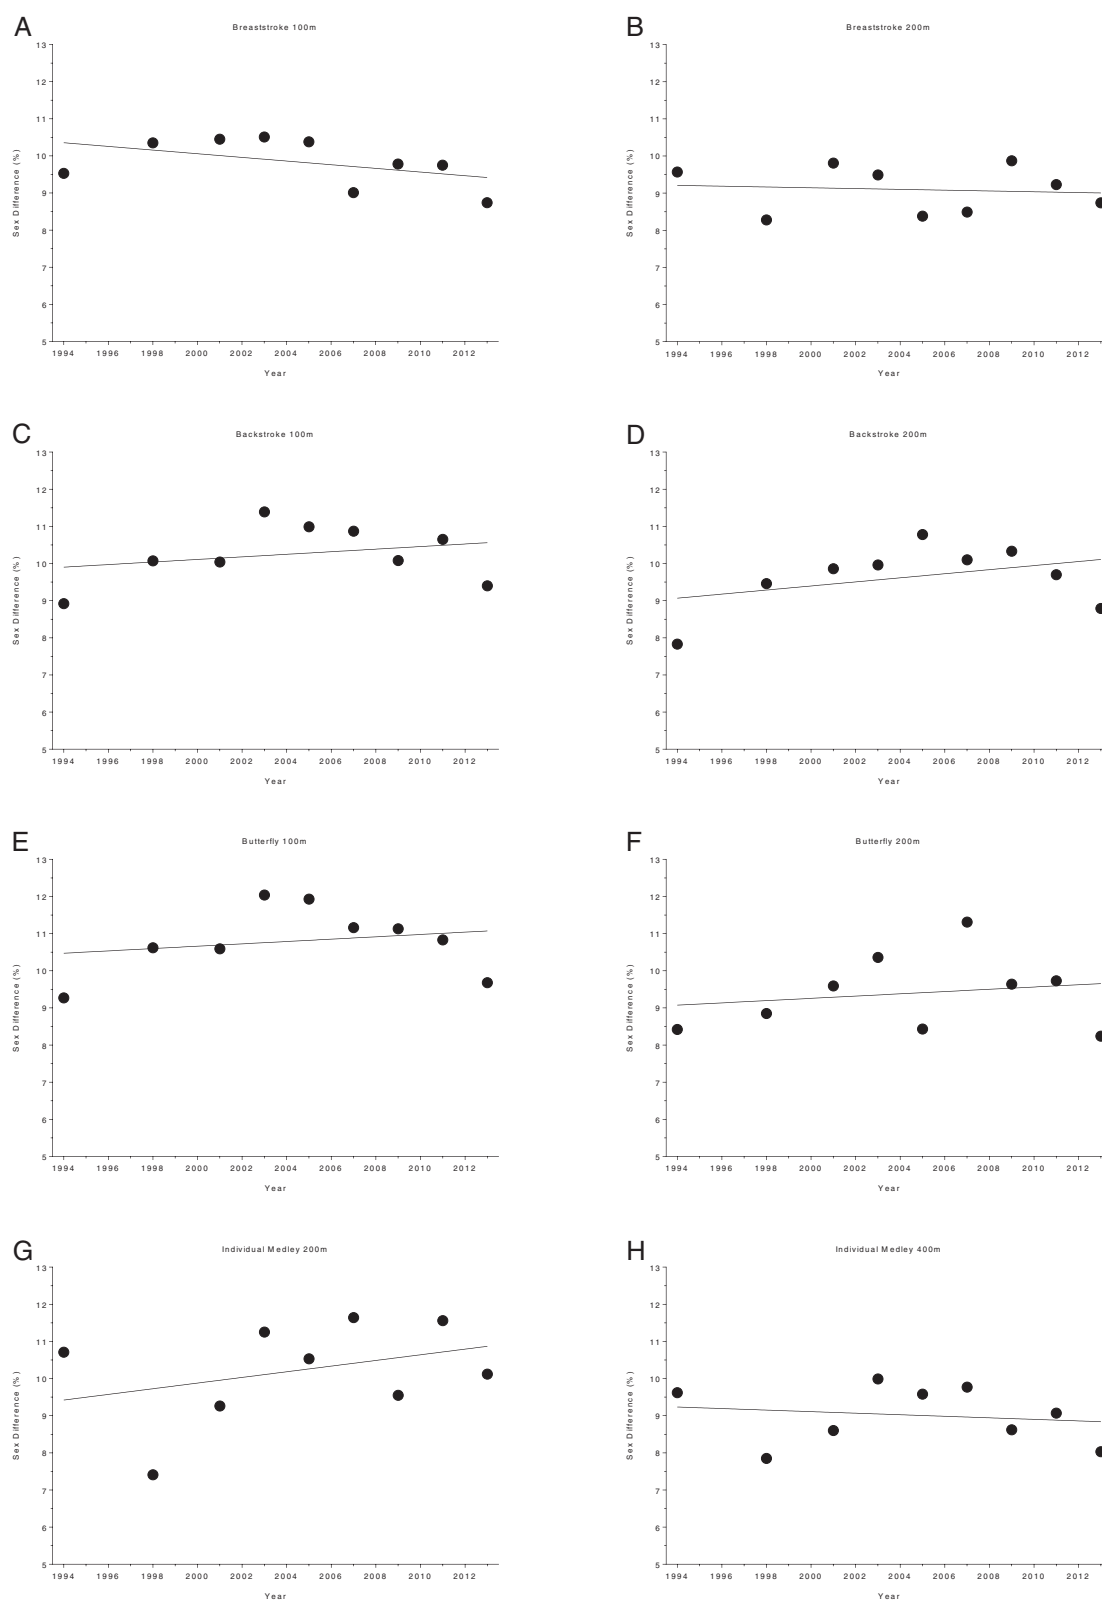 A
Breaststroke 100m
13
12
11
10
9
8
7
6
5
Sex Difference (%)
1994 1996 1998 2000 2002 2004 2006 2008 2010 2012
Year
B
Breaststroke 200m
13
12
11
10
9
8
7
6
5
Sex Difference (%)
1994 1996 1998 2000 2002 2004 2006 2008 2010 2012
Year
C
Backstroke 100m
13
12
11
10
9
8
7
6
5
Sex Difference (%)
1994 1996 1998 2000 2002 2004 2006 2008 2010 2012
Year
D
Backstroke 200m
13
12
11
10
9
8
7
6
5
Sex Difference (%)
1994 1996 1998 2000 2002 2004 2006 2008 2010 2012
Year
E
Butterfly 100m
13
12
11
10
9
8
7
6
5
Sex Difference (%)
1994 1996 1998 2000 2002 2004 2006 2008 2010 2012
Year
F
Butterfly 200m
13
12
11
10
9
8
7
6
5
Sex Difference (%)
1994 1996 1998 2000 2002 2004 2006 2008 2010 2012
Year
G
Individual Medley 200m
13
12
11
10
9
8
7
6
5
Sex Difference (%)
1994 1996 1998 2000 2002 2004 2006 2008 2010 2012
Year
H
Individual Medley 400m
13
12
11
10
9
8
7
6
5
Sex Difference (%)
1994 1996 1998 2000 2002 2004 2006 2008 2010 2012
Year